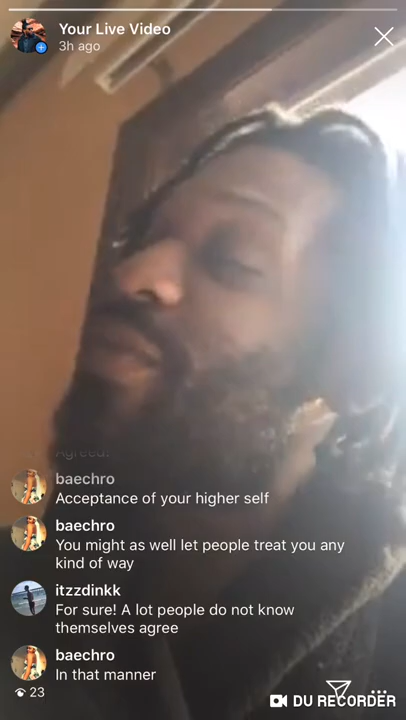 Your Live Video
3h ago
Agreed!
baechro
Acceptance of your higher self
baechro
You might as well let people treat you any
kind of way
itzzdinkk
For sure! A lot people do not know
themselves agree
baechro
In that manner
23
DU RECORDER